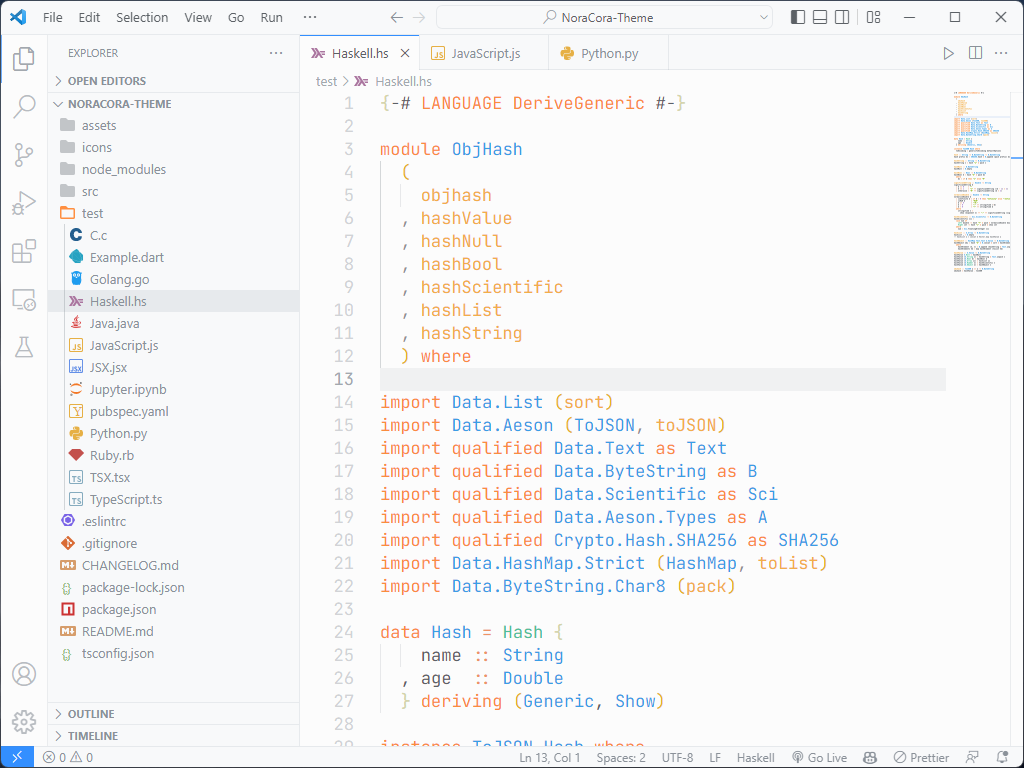 File Edit Selection View Go Run ··· NoraCora-Theme
EXPLORER ···
OPEN EDITORS
NORACORA-THEME
assets
icons
node_modules
src
test
C.c
Example.dart
Golang.go
Haskell.hs
Java.java
JavaScript.js
JSX.jsx
Jupyter.ipynb
pubspec.yaml
Python.py
Ruby.rb
TSX.tsx
TypeScript.ts
.eslintrc
.gitignore
CHANGELOG.md
package-lock.json
package.json
README.md
tsconfig.json
OUTLINE
TIMELINE
Haskell.hs JavaScript.js Python.py
test > Haskell.hs
1 {-# LANGUAGE DeriveGeneric #-}
2
3 module ObjHash
4 (
5 objhash
6 , hashValue
7 , hashNull
8 , hashBool
9 , hashScientific
10 , hashList
11 , hashString
12 ) where
13
14 import Data.List (sort)
15 import Data.Aeson (ToJSON, toJSON)
16 import qualified Data.Text as Text
17 import qualified Data.ByteString as B
18 import qualified Data.Scientific as Sci
19 import qualified Data.Aeson.Types as A
20 import qualified Crypto.Hash.SHA256 as SHA256
21 import Data.HashMap.Strict (HashMap, toList)
22 import Data.ByteString.Char8 (pack)
23
24 data Hash = Hash {
25 name :: String
26 , age :: Double
27 } deriving (Generic, Show)
28
29 instance ToJSON Hash where
0 0 Ln 13, Col 1 Spaces: 2 UTF-8 LF Haskell Go Live Prettier